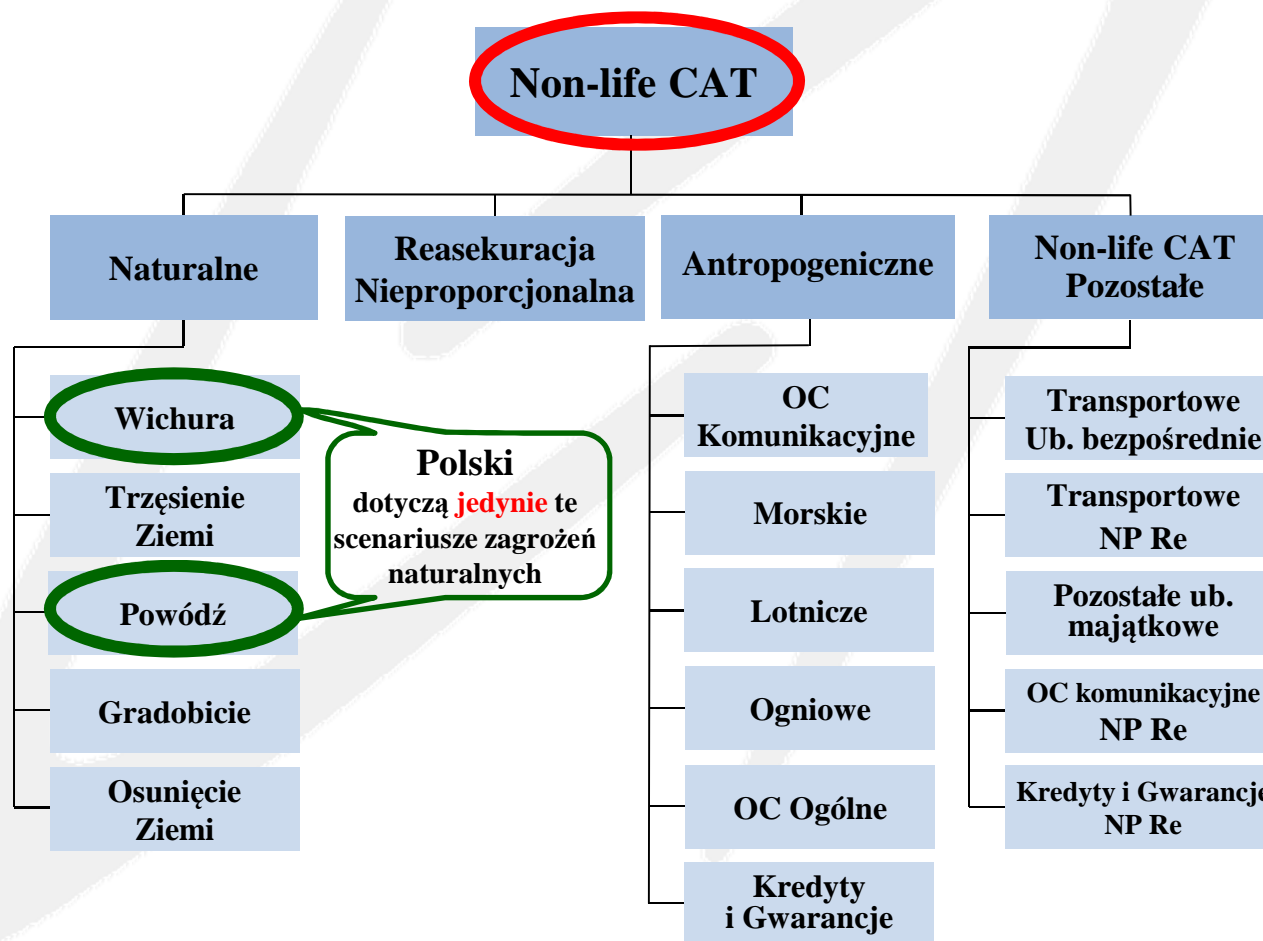 Non-life CAT
Naturalne
Reasekuracja
Nieproporcjonalna
Antropogeniczne
Non-life CAT
Pozostałe
Wichura
Trzęsienie
Ziemi
Powódź
Gradobicie
Osunięcie
Ziemi
Polski
dotyczą jedynie te
scenariusze zagrożeń
naturalnych
OC
Komunikacyjne
Morskie
Lotnicze
Ogniowe
OC Ogólne
Kredyty
i Gwarancje
Transportowe
Ub. bezpośrednie
Transportowe
NP Re
Pozostałe ub.
majątkowe
OC komunikacyjne
NP Re
Kredyty i Gwarancje
NP Re